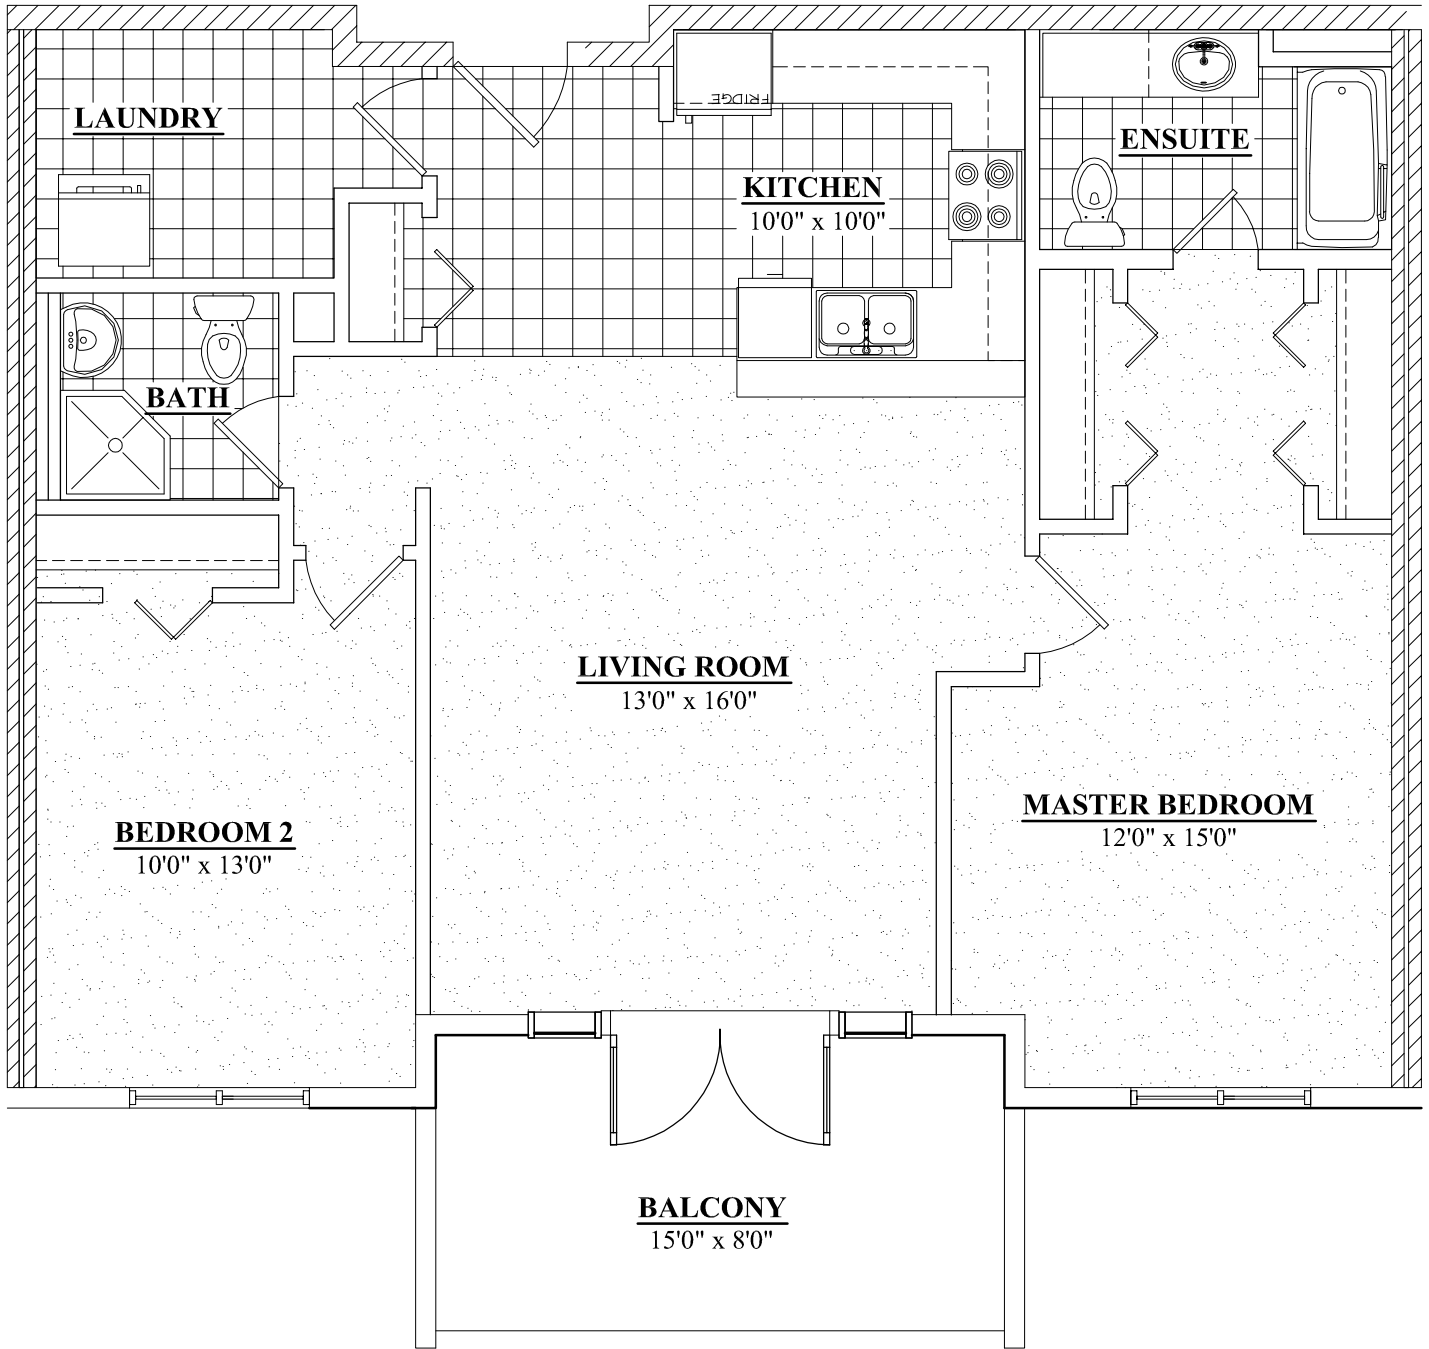 FRIDGE
LAUNDRY
ENSUITE
KITCHEN
10'0" x 10'0"
BATH
LIVING ROOM
13'0" x 16'0"
MASTER BEDROOM
12'0" x 15'0"
BEDROOM 2
10'0" x 13'0"
BALCONY
15'0" x 8'0"